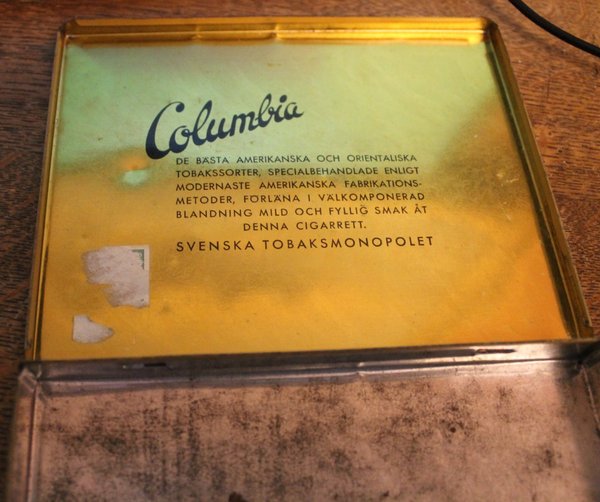 Columbia
DE BÄSTA AMERIKANSKA OCH ORIENTALISKA
TOBAKSSORTER, SPECIALBEHANDLADE ENLIGT
MODERNASTE AMERIKANSKA FABRIKATIONS-
METODER, FÖRLÄNA I VÄLKOMPONERAD
BLANDNING MILD OCH FYLLIG SMAK ÅT
DENNA CIGARRETT.
SVENSKA TOBAKSMONOPOLET